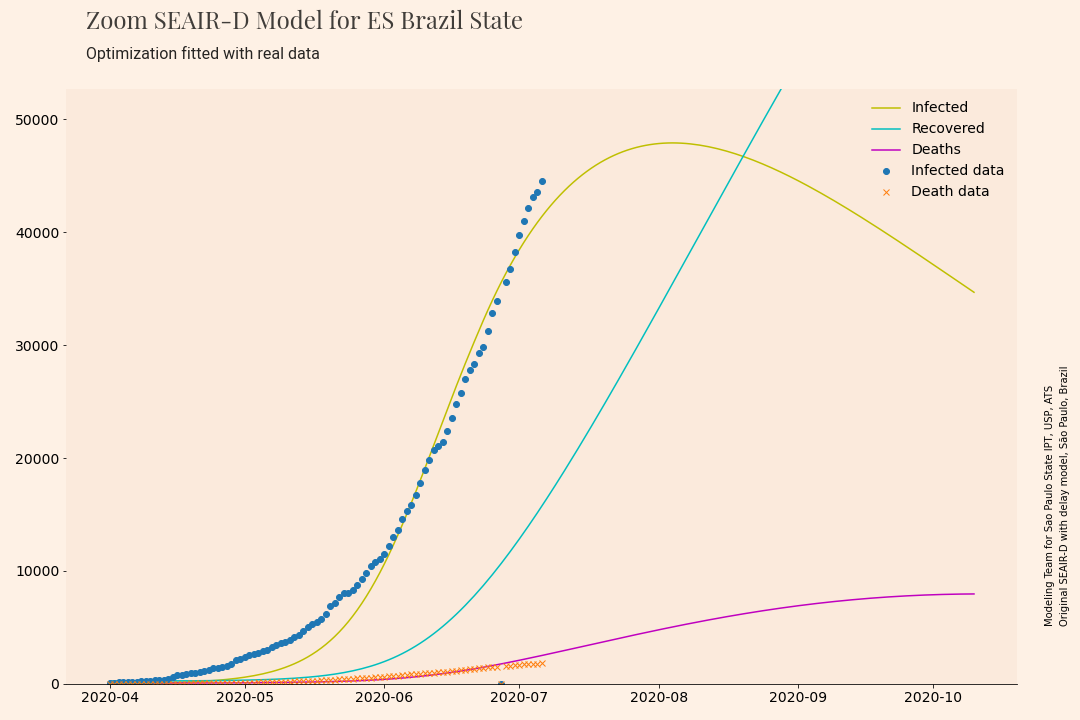 Zoom SEAIR-D Model for ES Brazil State
Optimization fitted with real data
Infected
Recovered
Deaths
Infected data
Death data
50000
40000
30000
20000
10000
0
2020-04
2020-05
2020-06
2020-07
2020-08
2020-09
2020-10
Modeling Team for Sao Paulo State IPT, USP, ATS
Original SEAIR-D with delay model, São Paulo, Brazil